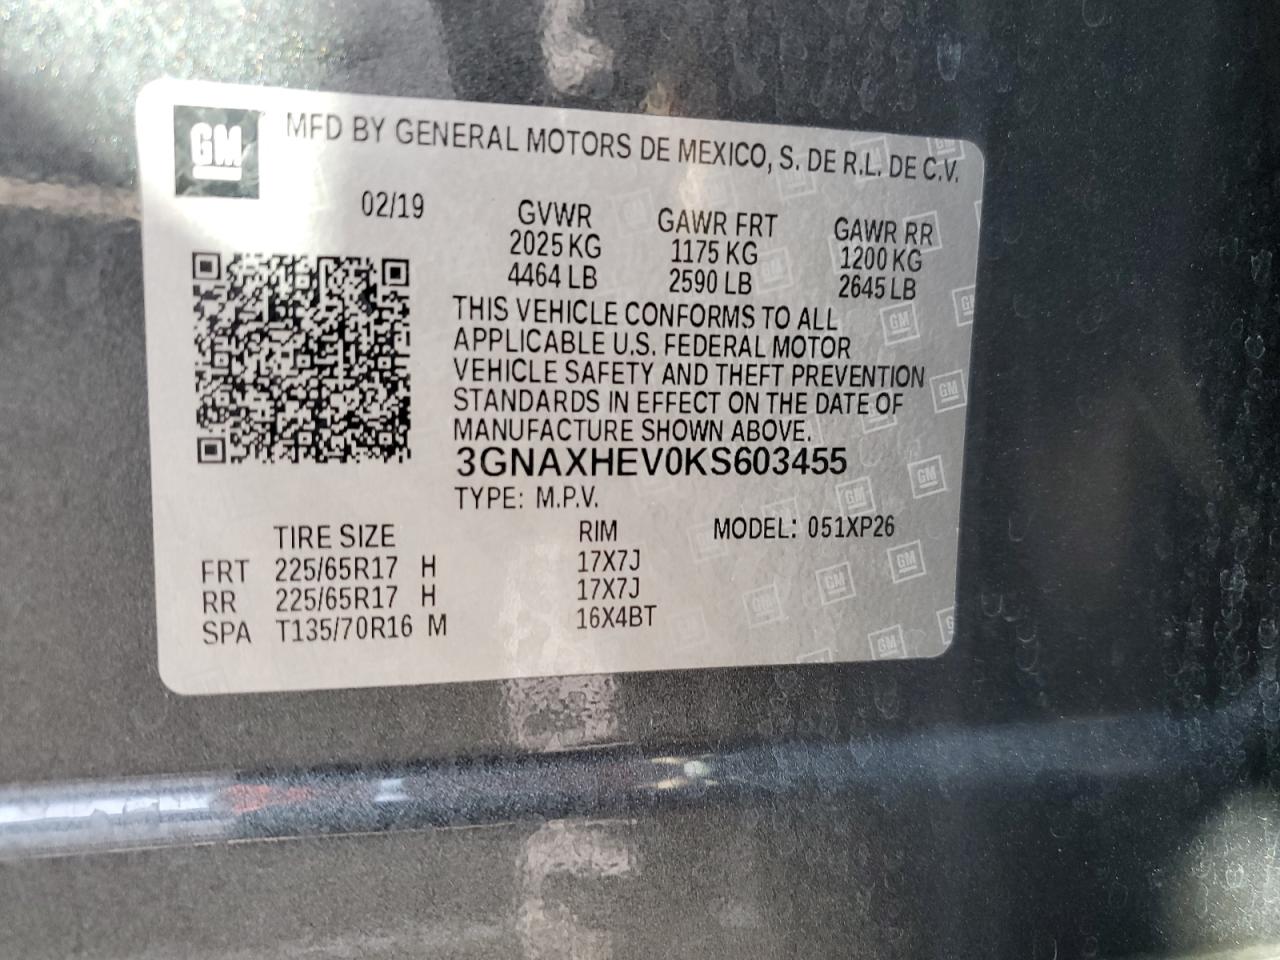 GM
MFD BY GENERAL MOTORS DE MEXICO, S. DE R.L. DE C.V.
02/19 GVWR GAWR FRT GAWR RR
2025 KG 1175 KG 1200 KG
4464 LB 2590 LB 2645 LB
THIS VEHICLE CONFORMS TO ALL
APPLICABLE U.S. FEDERAL MOTOR
VEHICLE SAFETY AND THEFT PREVENTION
STANDARDS IN EFFECT ON THE DATE OF
MANUFACTURE SHOWN ABOVE.
3GNAXHEV0KS603455
TYPE: M.P.V.
TIRE SIZE RIM MODEL: 051XP26
FRT 225/65R17 H 17X7J
RR 225/65R17 H 17X7J
SPA T135/70R16 M 16X4BT